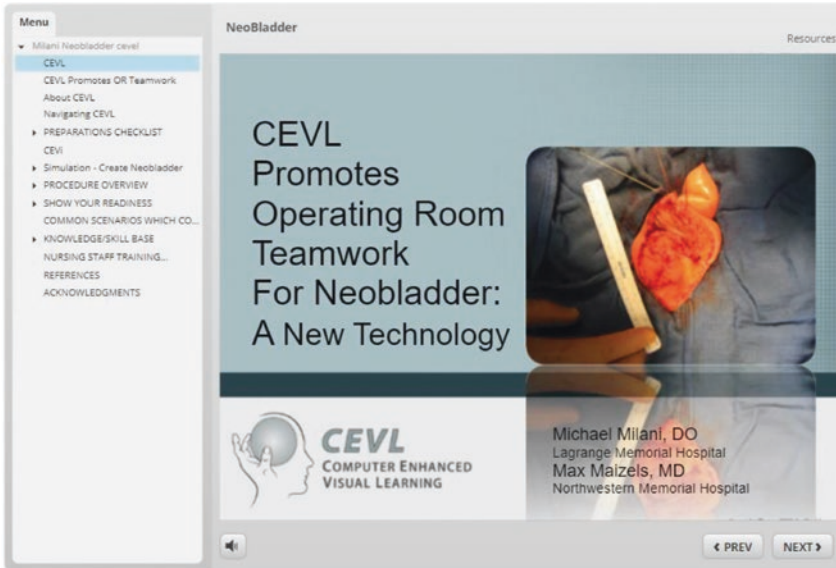 Menu
Milani Neobladder cevel
CEVL
CEVL Promotes OR Teamwork
About CEVL
Navigating CEVL
PREPARATIONS CHECKLIST
CEVl
Simulation - Create Neobladder
PROCEDURE OVERVIEW
SHOW YOUR READINESS
COMMON SCENARIOS WHICH CO...
KNOWLEDGE/SKILL BASE
NURSING STAFF TRAINING...
REFERENCES
ACKNOWLEDGMENTS
NeoBladder
Resources
CEVL
Promotes
Operating Room
Teamwork
For Neobladder:
A New Technology
CEVL
COMPUTER ENHANCED
VISUAL LEARNING
Michael Milani, DO
Lagrange Memorial Hospital
Max Maizels, MD
Northwestern Memorial Hospital
PREV
NEXT